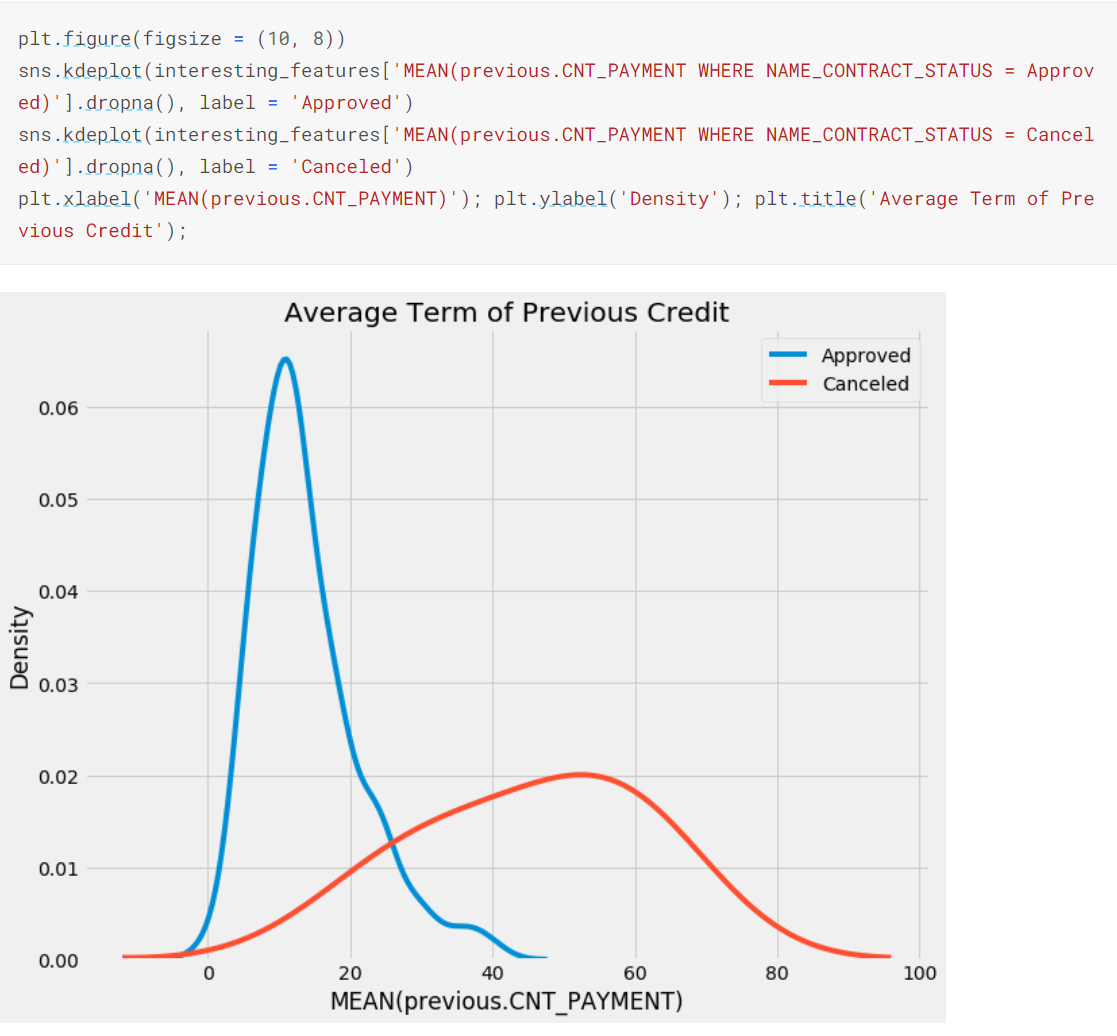 plt.figure(figsize = (10, 8))
sns.kdeplot(interesting_features['MEAN(previous.CNT_PAYMENT WHERE NAME_CONTRACT_STATUS = Approv
ed)'].dropna(), label = 'Approved')
sns.kdeplot(interesting_features['MEAN(previous.CNT_PAYMENT WHERE NAME_CONTRACT_STATUS = Cancel
ed)'].dropna(), label = 'Canceled')
plt.xlabel('MEAN(previous.CNT_PAYMENT)'); plt.ylabel('Density'); plt.title('Average Term of Pre
vious Credit');
Average Term of Previous Credit
Approved
Canceled
0.06
0.05
0.04
0.03
0.02
0.01
0.00
Density
0 20 40 60 80 100
MEAN(previous.CNT_PAYMENT)